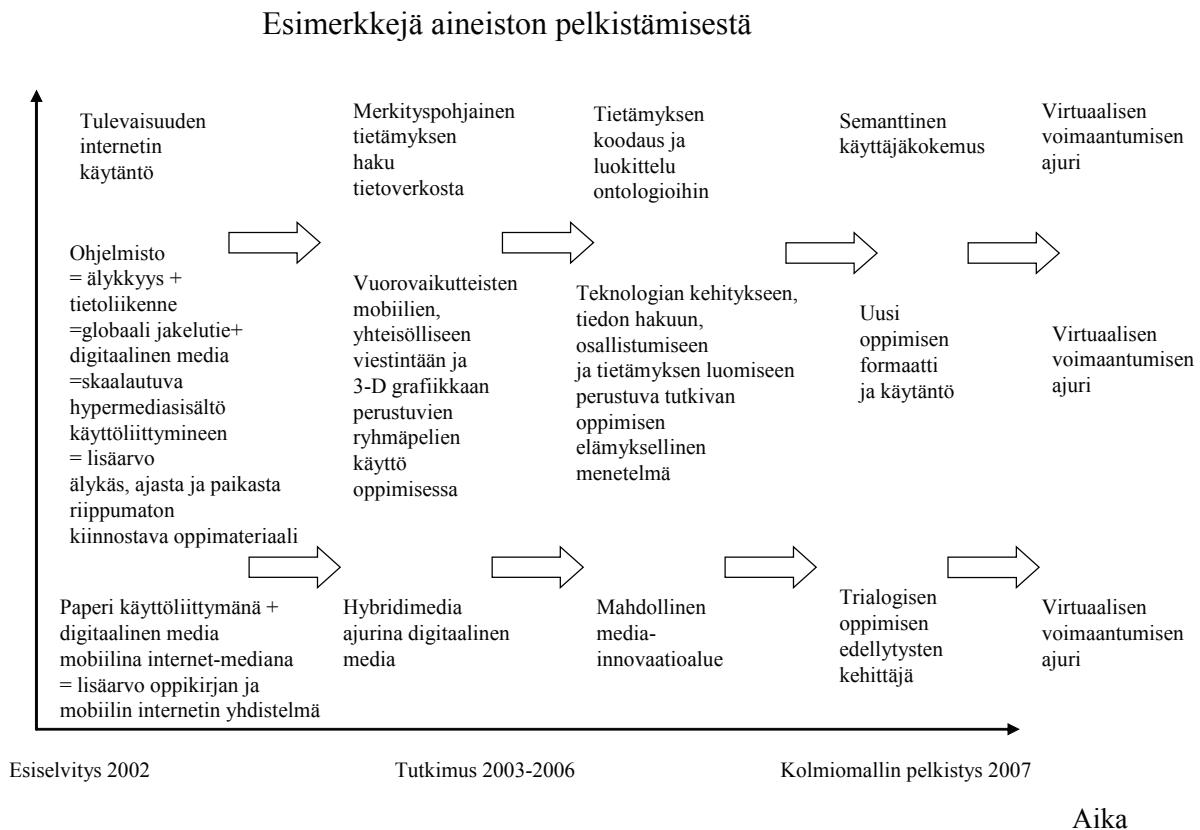 Esimerkkejä aineiston pelkistämisestä
Tulevaisuuden
internetin
käytäntö
Merkityspohjainen
tietämyksen
haku
tietoverkosta
Tietämyksen
koodaus ja
luokittelu
ontologioihin
Semanttinen
käyttäjäkokemus
Virtuaalisen
voimaantumisen
ajuri
Ohjelmisto
= älykkyys +
tietoliikenne
=globaali jakelutie+
digitaalinen media
=skaalautuva
hypermediasisältö
käyttöliittymineen
= lisäarvo
älykäs, ajasta ja paikasta
riippumaton
kiinnostava oppimateriaali
Vuorovaikutteisten
mobiilien,
yhteisölliseen
viestintään ja
3-D grafiikkaan
perustuvien
ryhmäpelien
käyttö
oppimisessa
Teknologian kehitykseen,
tiedon hakuun,
osallistumiseen
ja tietämyksen luomiseen
perustuva tutkivan
oppimisen
elämyksellinen
menetelmä
Uusi
oppimisen
formaatti
ja käytäntö
Virtuaalisen
voimaantumisen
ajuri
Paperi käyttöliittymänä +
digitaalinen media
mobiilina internet-mediana
= lisäarvo oppikirjan ja
mobiilin internetin yhdistelmä
Hybridimedia
ajurina digitaalinen
media
Mahdollinen
media-
innovaatioalue
Trialogisen
oppimisen
edellytysten
kehittäjä
Virtuaalisen
voimaantumisen
ajuri
Esiselvitys 2002
Tutkimus 2003-2006
Kolmiomallin pelkistys 2007
Aika